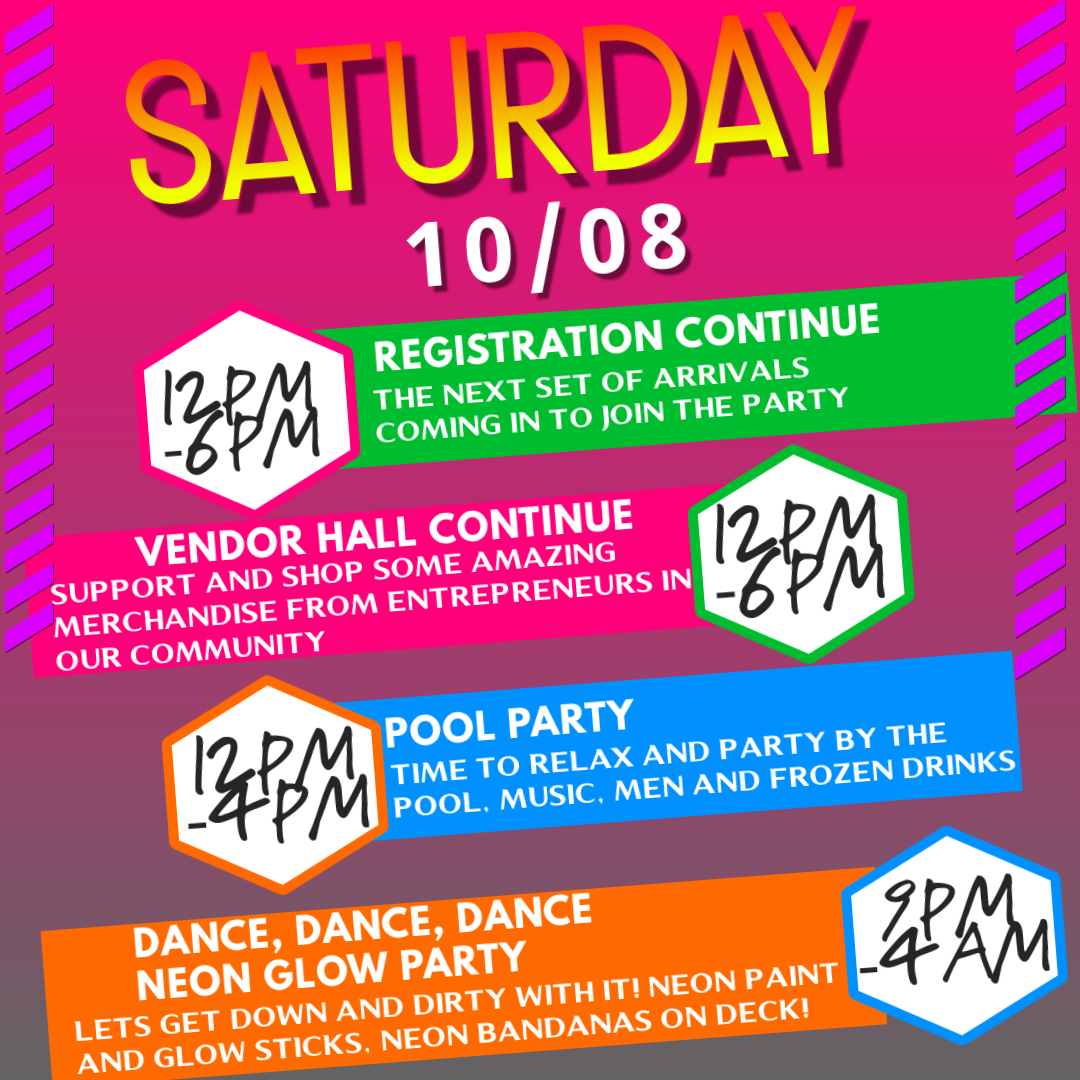 SATURDAY
10/08
12PM
-6PM
REGISTRATION CONTINUE
THE NEXT SET OF ARRIVALS
COMING IN TO JOIN THE PARTY
VENDOR HALL CONTINUE
SUPPORT AND SHOP SOME AMAZING
MERCHANDISE FROM ENTREPRENEURS IN
OUR COMMUNITY
12PM
-6PM
12PM
-4PM
POOL PARTY
TIME TO RELAX AND PARTY BY THE
POOL, MUSIC, MEN AND FROZEN DRINKS
DANCE, DANCE, DANCE
NEON GLOW PARTY
LETS GET DOWN AND DIRTY WITH IT! NEON PAINT
AND GLOW STICKS, NEON BANDANAS ON DECK!
9PM
-4AM